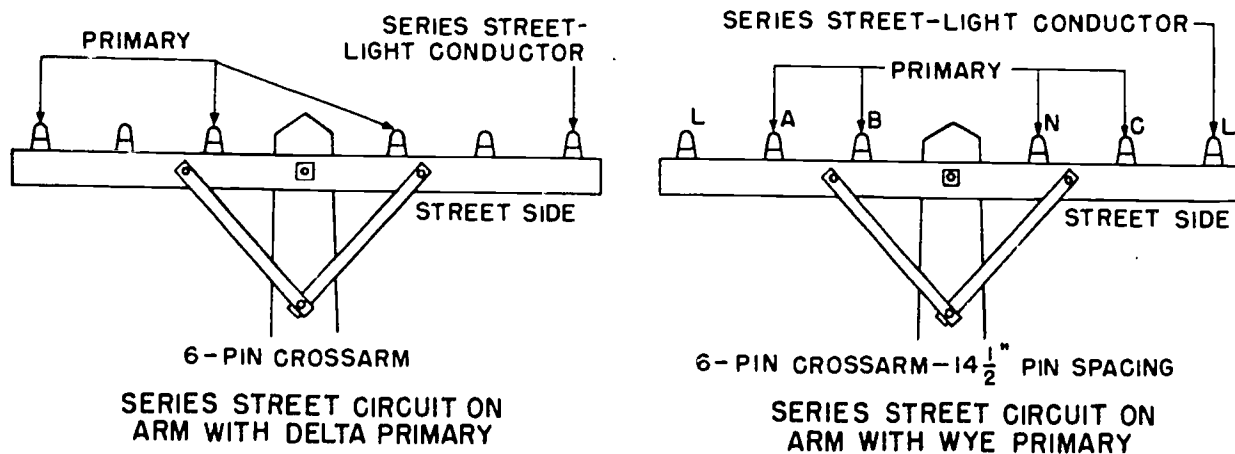 PRIMARY
SERIES STREET-
LIGHT CONDUCTOR
STREET SIDE
6-PIN CROSSARM
SERIES STREET CIRCUIT ON
ARM WITH DELTA PRIMARY
SERIES STREET-LIGHT CONDUCTOR
PRIMARY
L A B N C L
STREET SIDE
6-PIN CROSSARM-14 1/2" PIN SPACING
SERIES STREET CIRCUIT ON
ARM WITH WYE PRIMARY